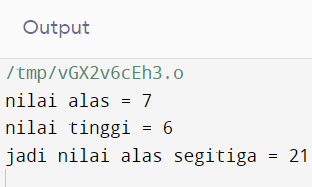 Output
/tmp/vGX2v6cEh3.o
nilai alas = 7
nilai tinggi = 6
jadi nilai alas segitiga = 21